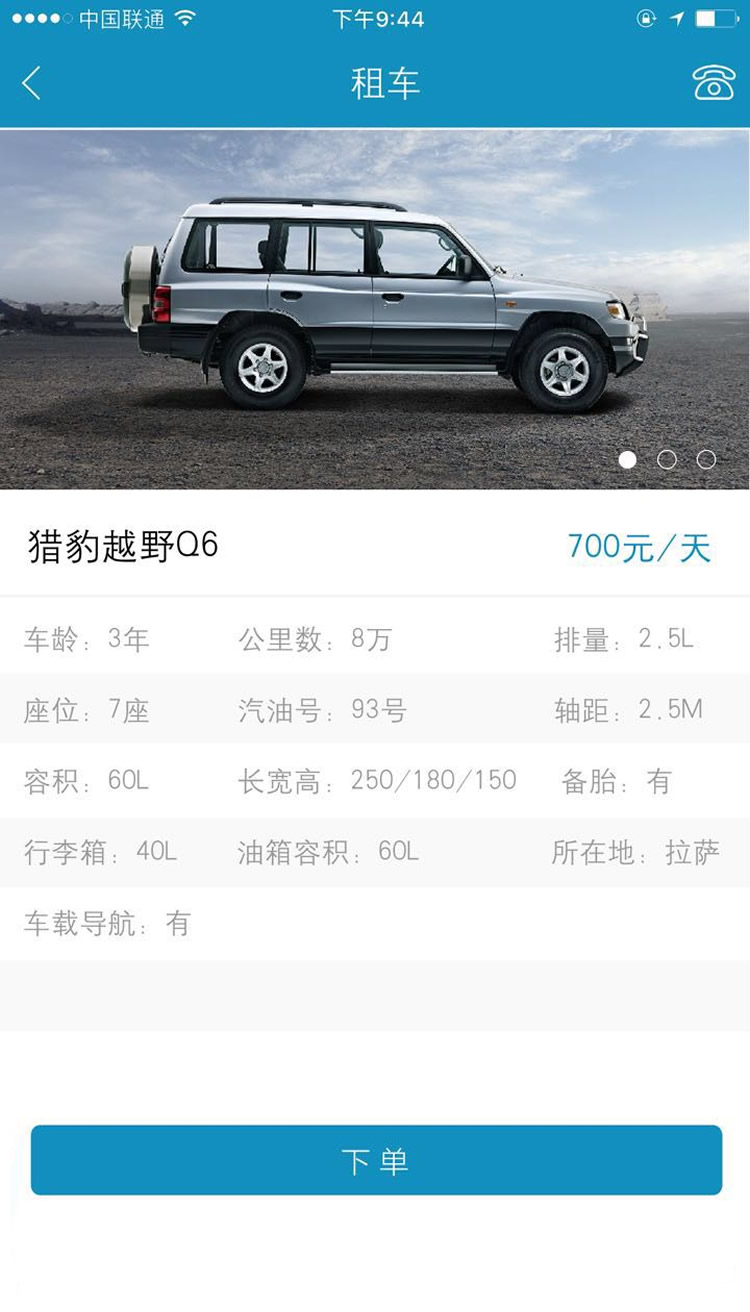 中国联通 下午9:44
租车
猎豹越野Q6 700元/天
车龄：3年 公里数：8万 排量：2.5L
座位：7座 汽油号：93号 轴距：2.5M
容积：60L 长宽高：250/180/150 备胎：有
行李箱：40L 油箱容积：60L 所在地：拉萨
车载导航：有
下单